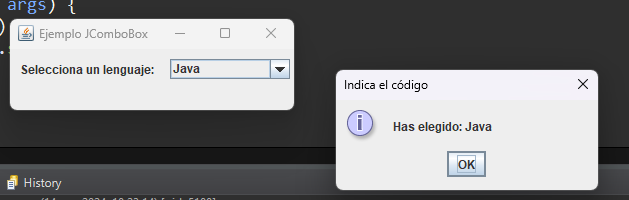 args) {
Ejemplo JComboBox
Selecciona un lenguaje:
Java
Indica el código
Has elegido: Java
OK
History